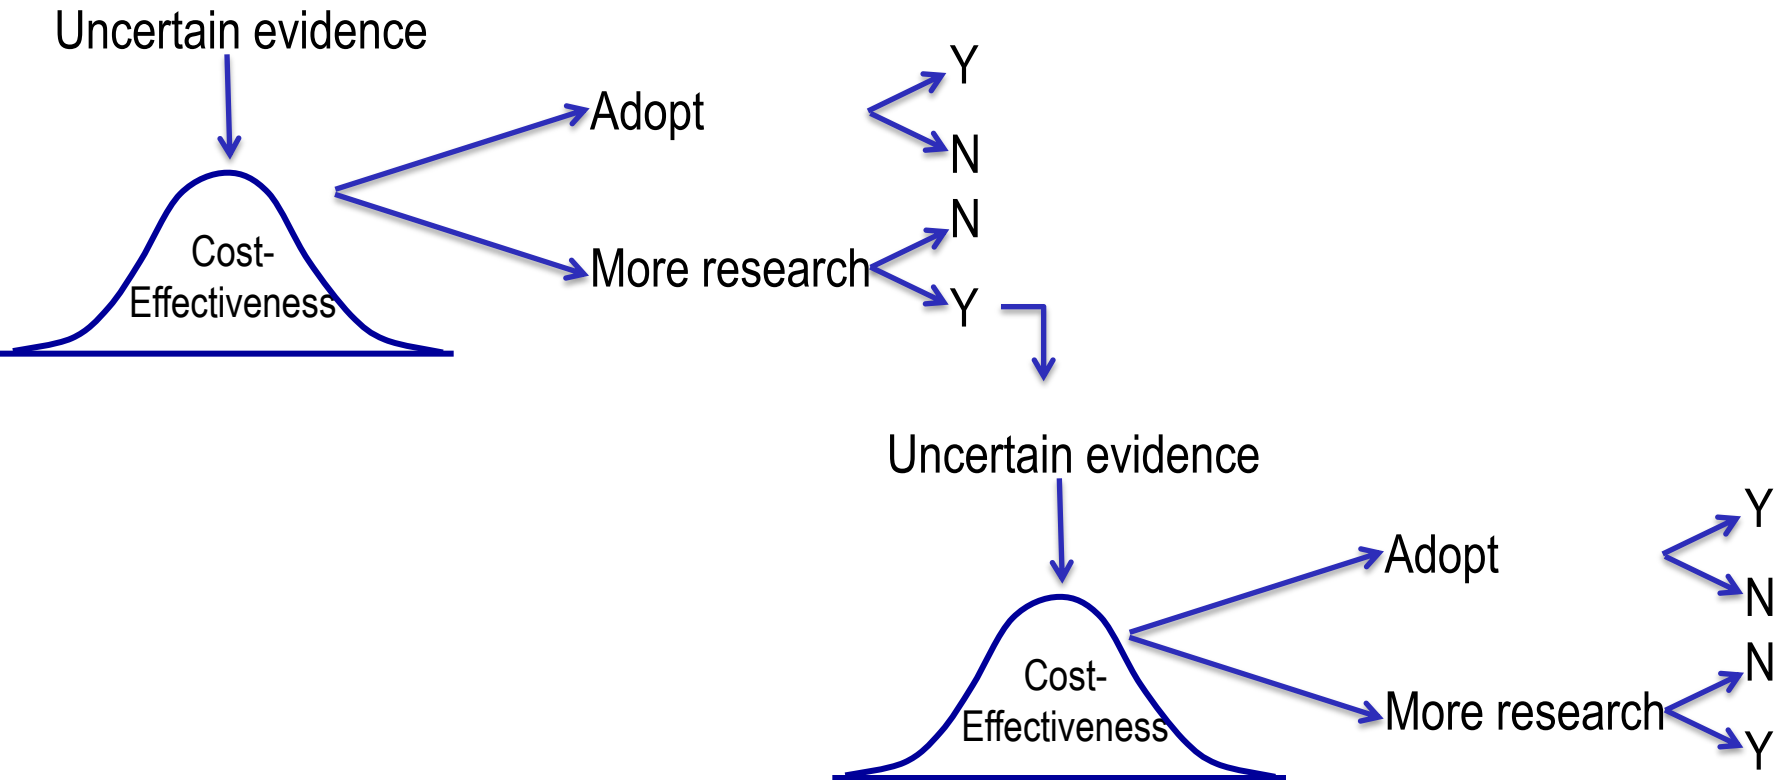 Uncertain evidence
Y
Adopt
N
N
Cost-
More research
Effectiveness
Y
Uncertain evidence
Y
Adopt
N
N
Cost-
More research
Effectiveness
Y